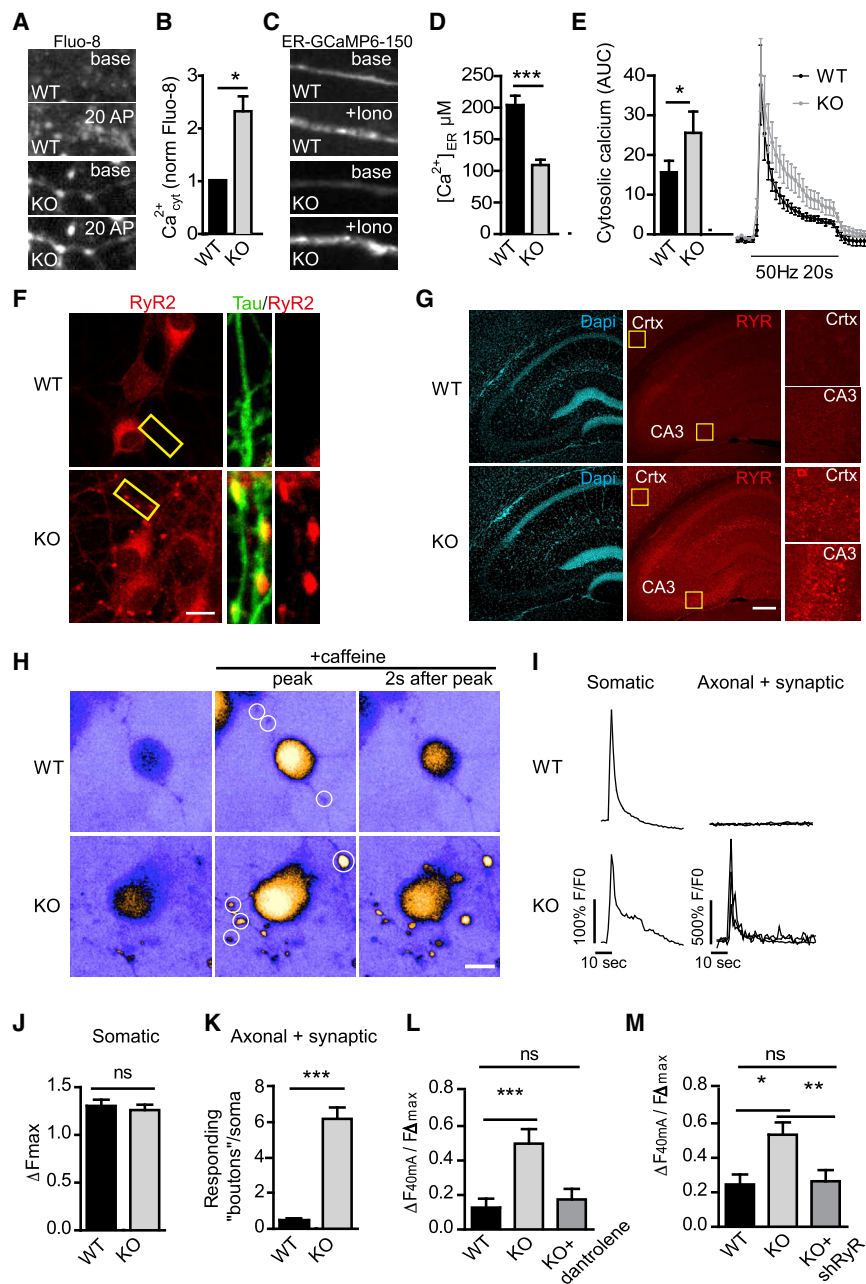 A
Fluo-8
base
WT
20 AP
WT
base
KO
20 AP
KO
B
Ca2+cyt (norm Fluo-8)
3
2
1
0
*
WT
KO
C
ER-GCaMP6-150
base
WT
+Iono
WT
base
KO
+Iono
KO
D
[Ca2+]ER µM
250
200
150
100
50
0
***
WT
KO
E
Cytosolic calcium (AUC)
40
30
20
10
0
*
WT
KO
WT
KO
50Hz 20s
F
RyR2
Tau/RyR2
WT
KO
G
Dapi
Crtx
RYR
Crtx
WT
CA3
CA3
Dapi
Crtx
RYR
Crtx
KO
CA3
CA3
H
+caffeine
peak
2s after peak
WT
KO
I
Somatic
Axonal + synaptic
WT
KO
100% F/F0
10 sec
500% F/F0
10 sec
J
Somatic
ΔFmax
1.5
1.0
0.5
0.0
ns
WT
KO
K
Axonal + synaptic
Responding
"boutons"/soma
8
6
4
2
0
***
WT
KO
L
ΔF40mA / FΔmax
0.8
0.6
0.4
0.2
0.0
ns
***
WT
KO
KO+
dantrolene
M
ΔF40mA / FΔmax
0.8
0.6
0.4
0.2
0.0
ns
*
**
WT
KO
KO+
shRyR